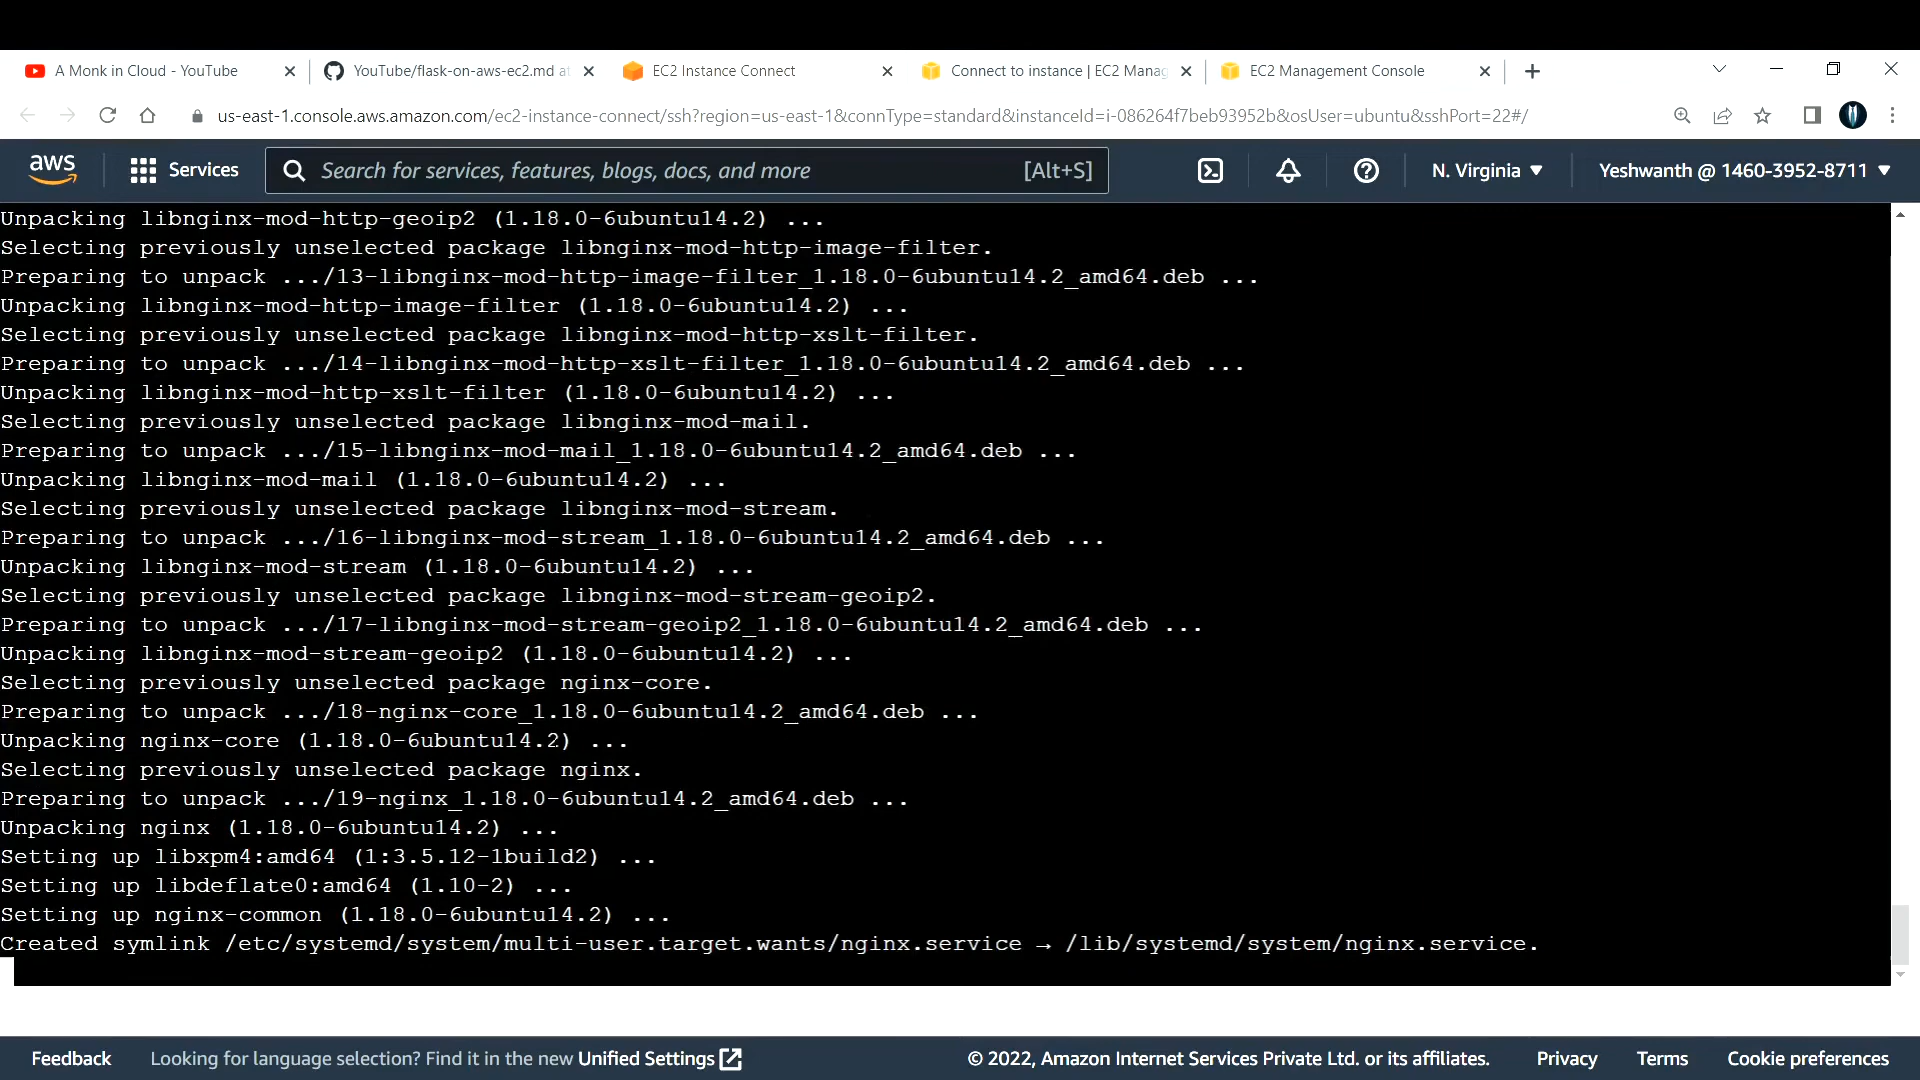 A Monk in Cloud - YouTube
YouTube/flask-on-aws-ec2.md at
EC2 Instance Connect
Connect to instance | EC2 Manag
EC2 Management Console
us-east-1.console.aws.amazon.com/ec2-instance-connect/ssh?region=us-east-1&connType=standard&instanceId=i-086264f7beb93952b&osUser=ubuntu&sshPort=22#/
aws
Services
Search for services, features, blogs, docs, and more
[Alt+S]
N. Virginia
Yeshwanth @ 1460-3952-8711
Unpacking libnginx-mod-http-geoip2 (1.18.0-6ubuntu14.2) ...
Selecting previously unselected package libnginx-mod-http-image-filter.
Preparing to unpack .../13-libnginx-mod-http-image-filter_1.18.0-6ubuntu14.2_amd64.deb ...
Unpacking libnginx-mod-http-image-filter (1.18.0-6ubuntu14.2) ...
Selecting previously unselected package libnginx-mod-http-xslt-filter.
Preparing to unpack .../14-libnginx-mod-http-xslt-filter_1.18.0-6ubuntu14.2_amd64.deb ...
Unpacking libnginx-mod-http-xslt-filter (1.18.0-6ubuntu14.2) ...
Selecting previously unselected package libnginx-mod-mail.
Preparing to unpack .../15-libnginx-mod-mail_1.18.0-6ubuntu14.2_amd64.deb ...
Unpacking libnginx-mod-mail (1.18.0-6ubuntu14.2) ...
Selecting previously unselected package libnginx-mod-stream.
Preparing to unpack .../16-libnginx-mod-stream_1.18.0-6ubuntu14.2_amd64.deb ...
Unpacking libnginx-mod-stream (1.18.0-6ubuntu14.2) ...
Selecting previously unselected package libnginx-mod-stream-geoip2.
Preparing to unpack .../17-libnginx-mod-stream-geoip2_1.18.0-6ubuntu14.2_amd64.deb ...
Unpacking libnginx-mod-stream-geoip2 (1.18.0-6ubuntu14.2) ...
Selecting previously unselected package nginx-core.
Preparing to unpack .../18-nginx-core_1.18.0-6ubuntu14.2_amd64.deb ...
Unpacking nginx-core (1.18.0-6ubuntu14.2) ...
Selecting previously unselected package nginx.
Preparing to unpack .../19-nginx_1.18.0-6ubuntu14.2_amd64.deb ...
Unpacking nginx (1.18.0-6ubuntu14.2) ...
Setting up libxpm4:amd64 (1:3.5.12-1build2) ...
Setting up libdeflate0:amd64 (1.10-2) ...
Setting up nginx-common (1.18.0-6ubuntu14.2) ...
Created symlink /etc/systemd/system/multi-user.target.wants/nginx.service → /lib/systemd/system/nginx.service.
Feedback
Looking for language selection? Find it in the new Unified Settings
© 2022, Amazon Internet Services Private Ltd. or its affiliates.
Privacy
Terms
Cookie preferences